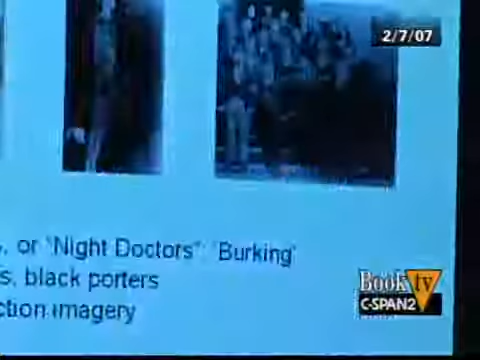 2/7/07
, or "Night Doctors": 'Burking'
s, black porters
ction imagery
Book tv
C-SPAN2